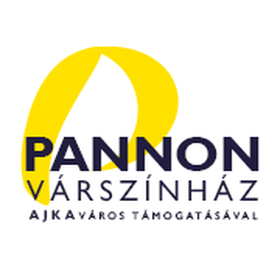 PANNON
VÁRSZÍNHÁZ
AJKA VÁROS TÁMOGATÁSÁVAL